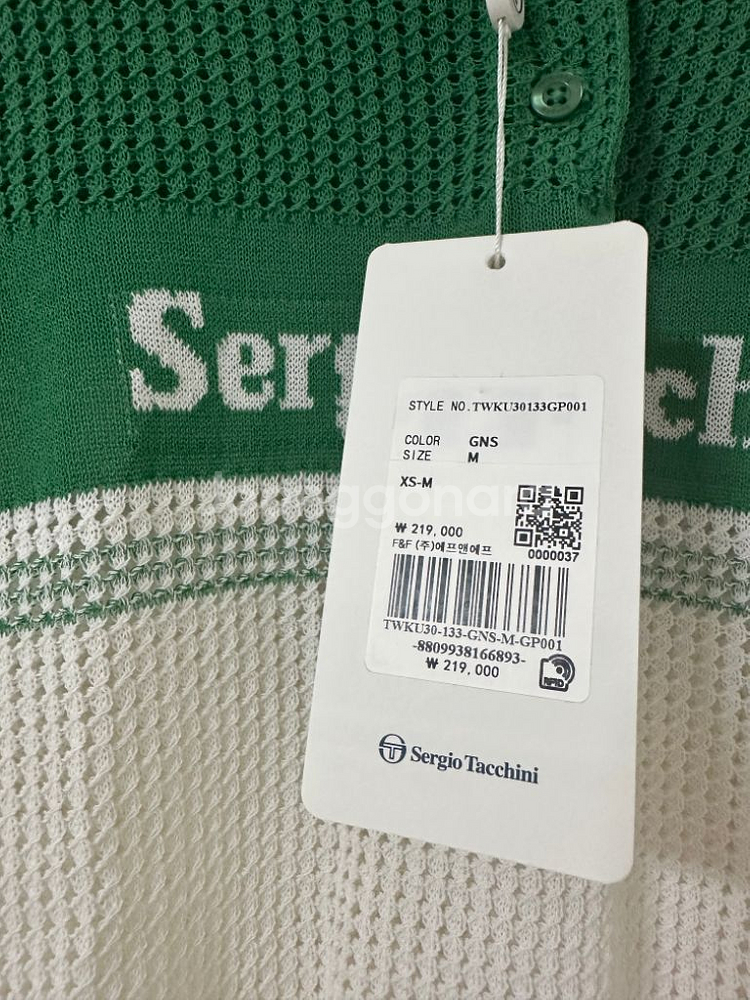 Ser
ch
STYLE NO. TWKU30133GP001
COLOR GNS
SIZE M
XS-M
₩ 219,000
F&F (주)에프앤에프
0000037
TWKU30-133-GNS-M-GP001
-8809938166893-
₩ 219,000
RFID
Sergio Tacchini